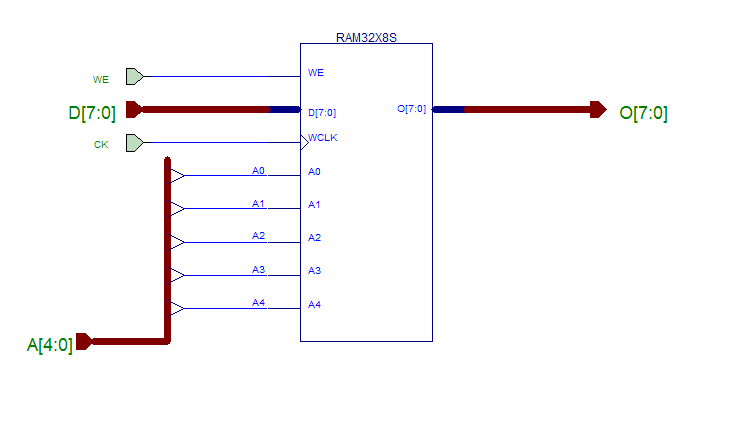 RAM32X8S
WE
WE
D[7:0]
D[7:0]
O[7:0]
O[7:0]
CK
WCLK
A0
A0
A1
A1
A2
A2
A3
A3
A4
A4
A[4:0]